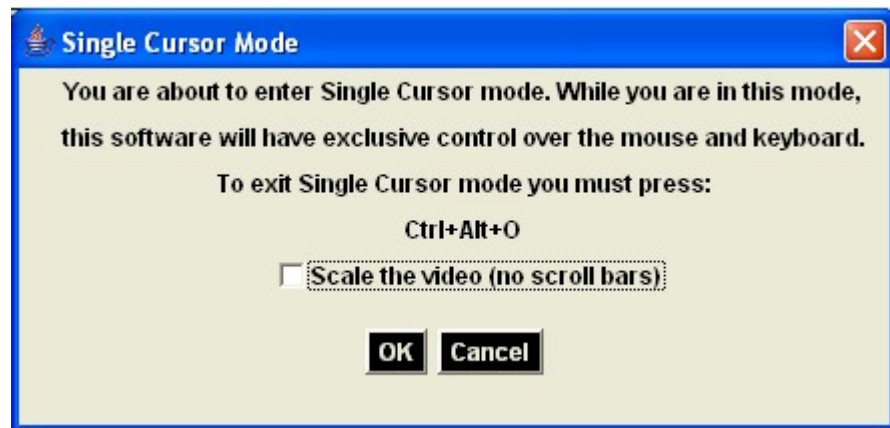 Single Cursor Mode
You are about to enter Single Cursor mode. While you are in this mode,
this software will have exclusive control over the mouse and keyboard.
To exit Single Cursor mode you must press:
Ctrl+Alt+O
Scale the video (no scroll bars)
OK Cancel